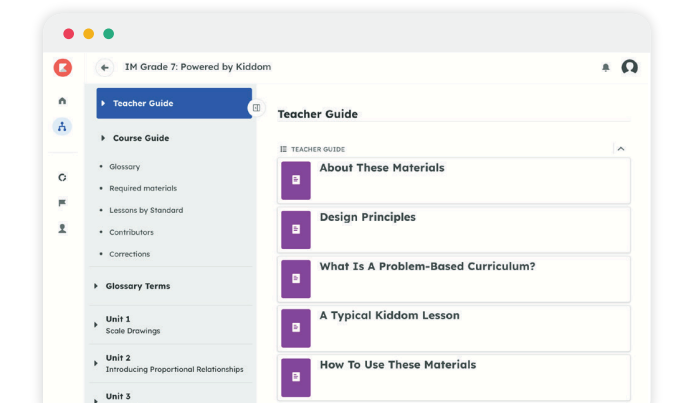 IM Grade 7: Powered by Kiddom
Teacher Guide
Course Guide
Glossary
Required materials
Lessons by Standard
Contributors
Corrections
Glossary Terms
Unit 1
Scale Drawings
Unit 2
Introducing Proportional Relationships
Unit 3
Teacher Guide
TEACHER GUIDE
About These Materials
Design Principles
What Is A Problem-Based Curriculum?
A Typical Kiddom Lesson
How To Use These Materials